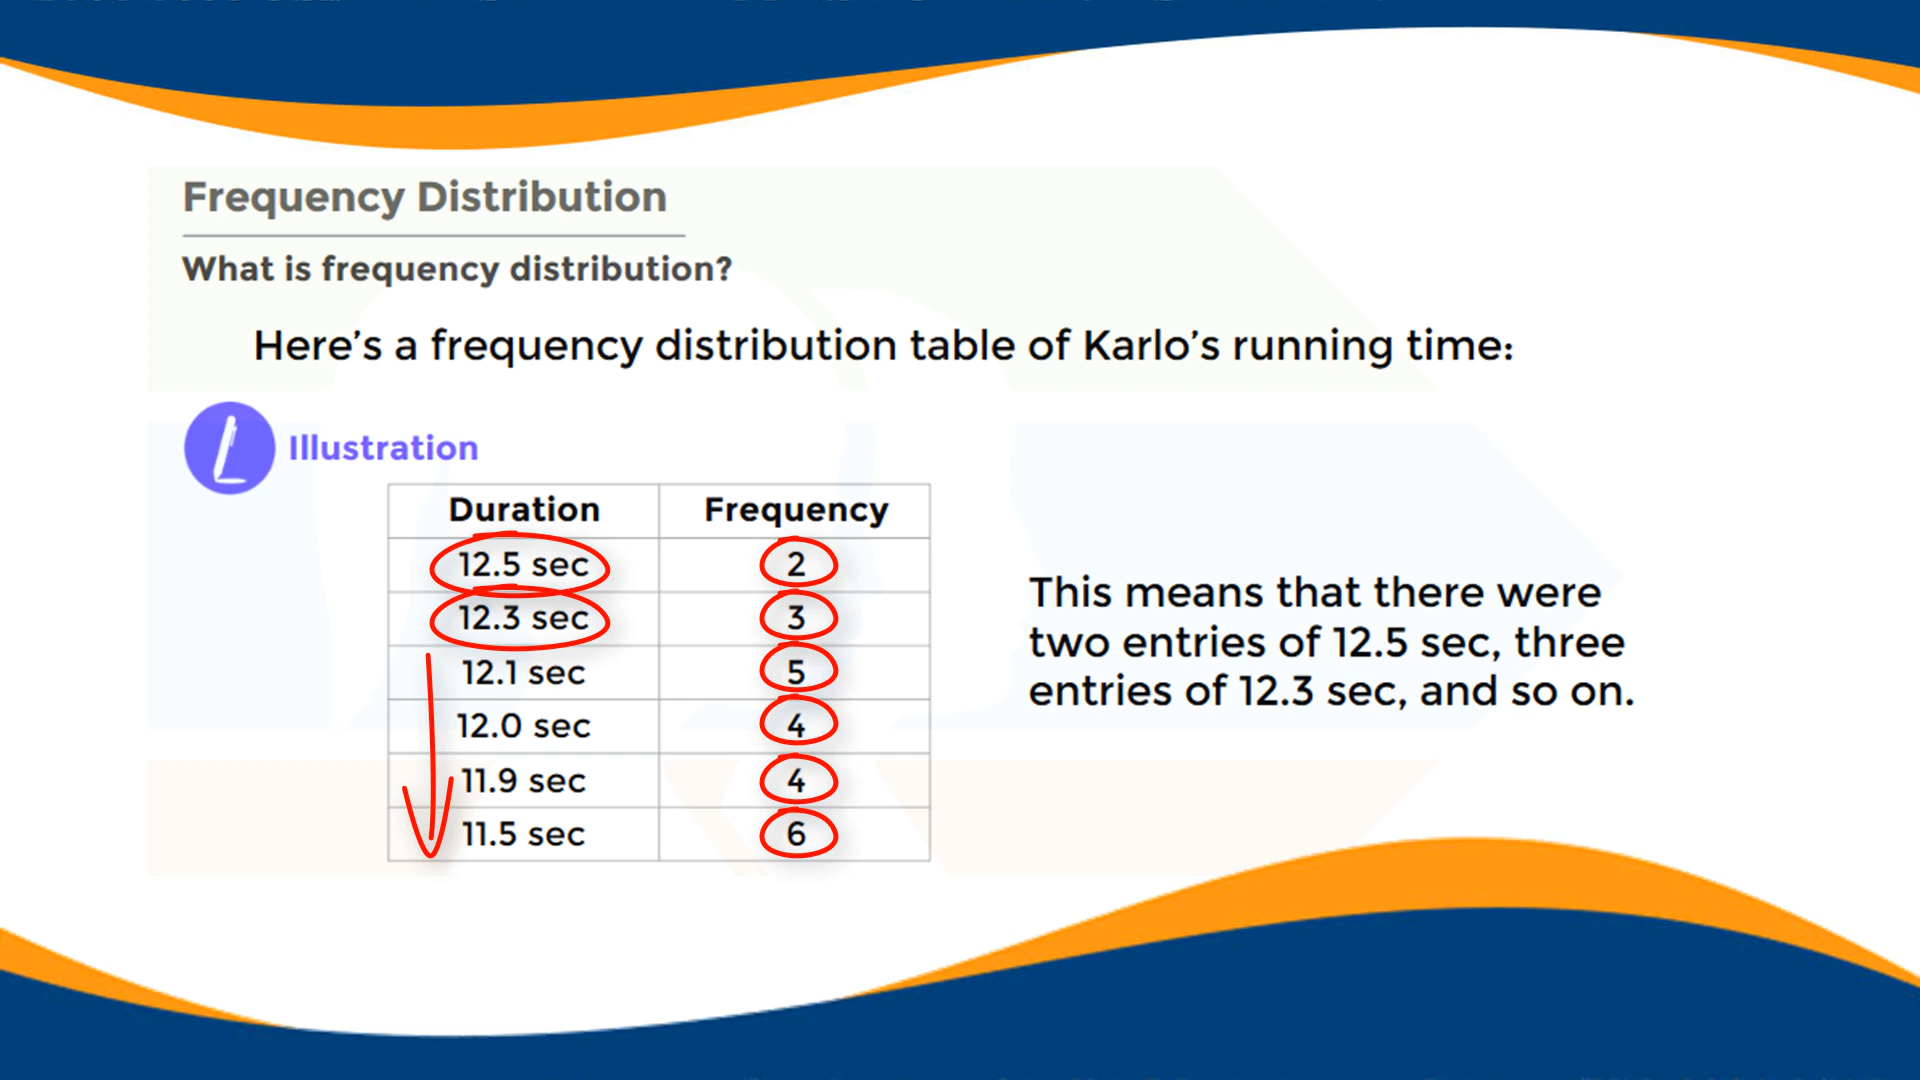 Frequency Distribution
What is frequency distribution?
Here's a frequency distribution table of Karlo's running time:
Illustration
Duration Frequency
12.5 sec 2
12.3 sec 3
12.1 sec 5
12.0 sec 4
11.9 sec 4
11.5 sec 6
This means that there were
two entries of 12.5 sec, three
entries of 12.3 sec, and so on.